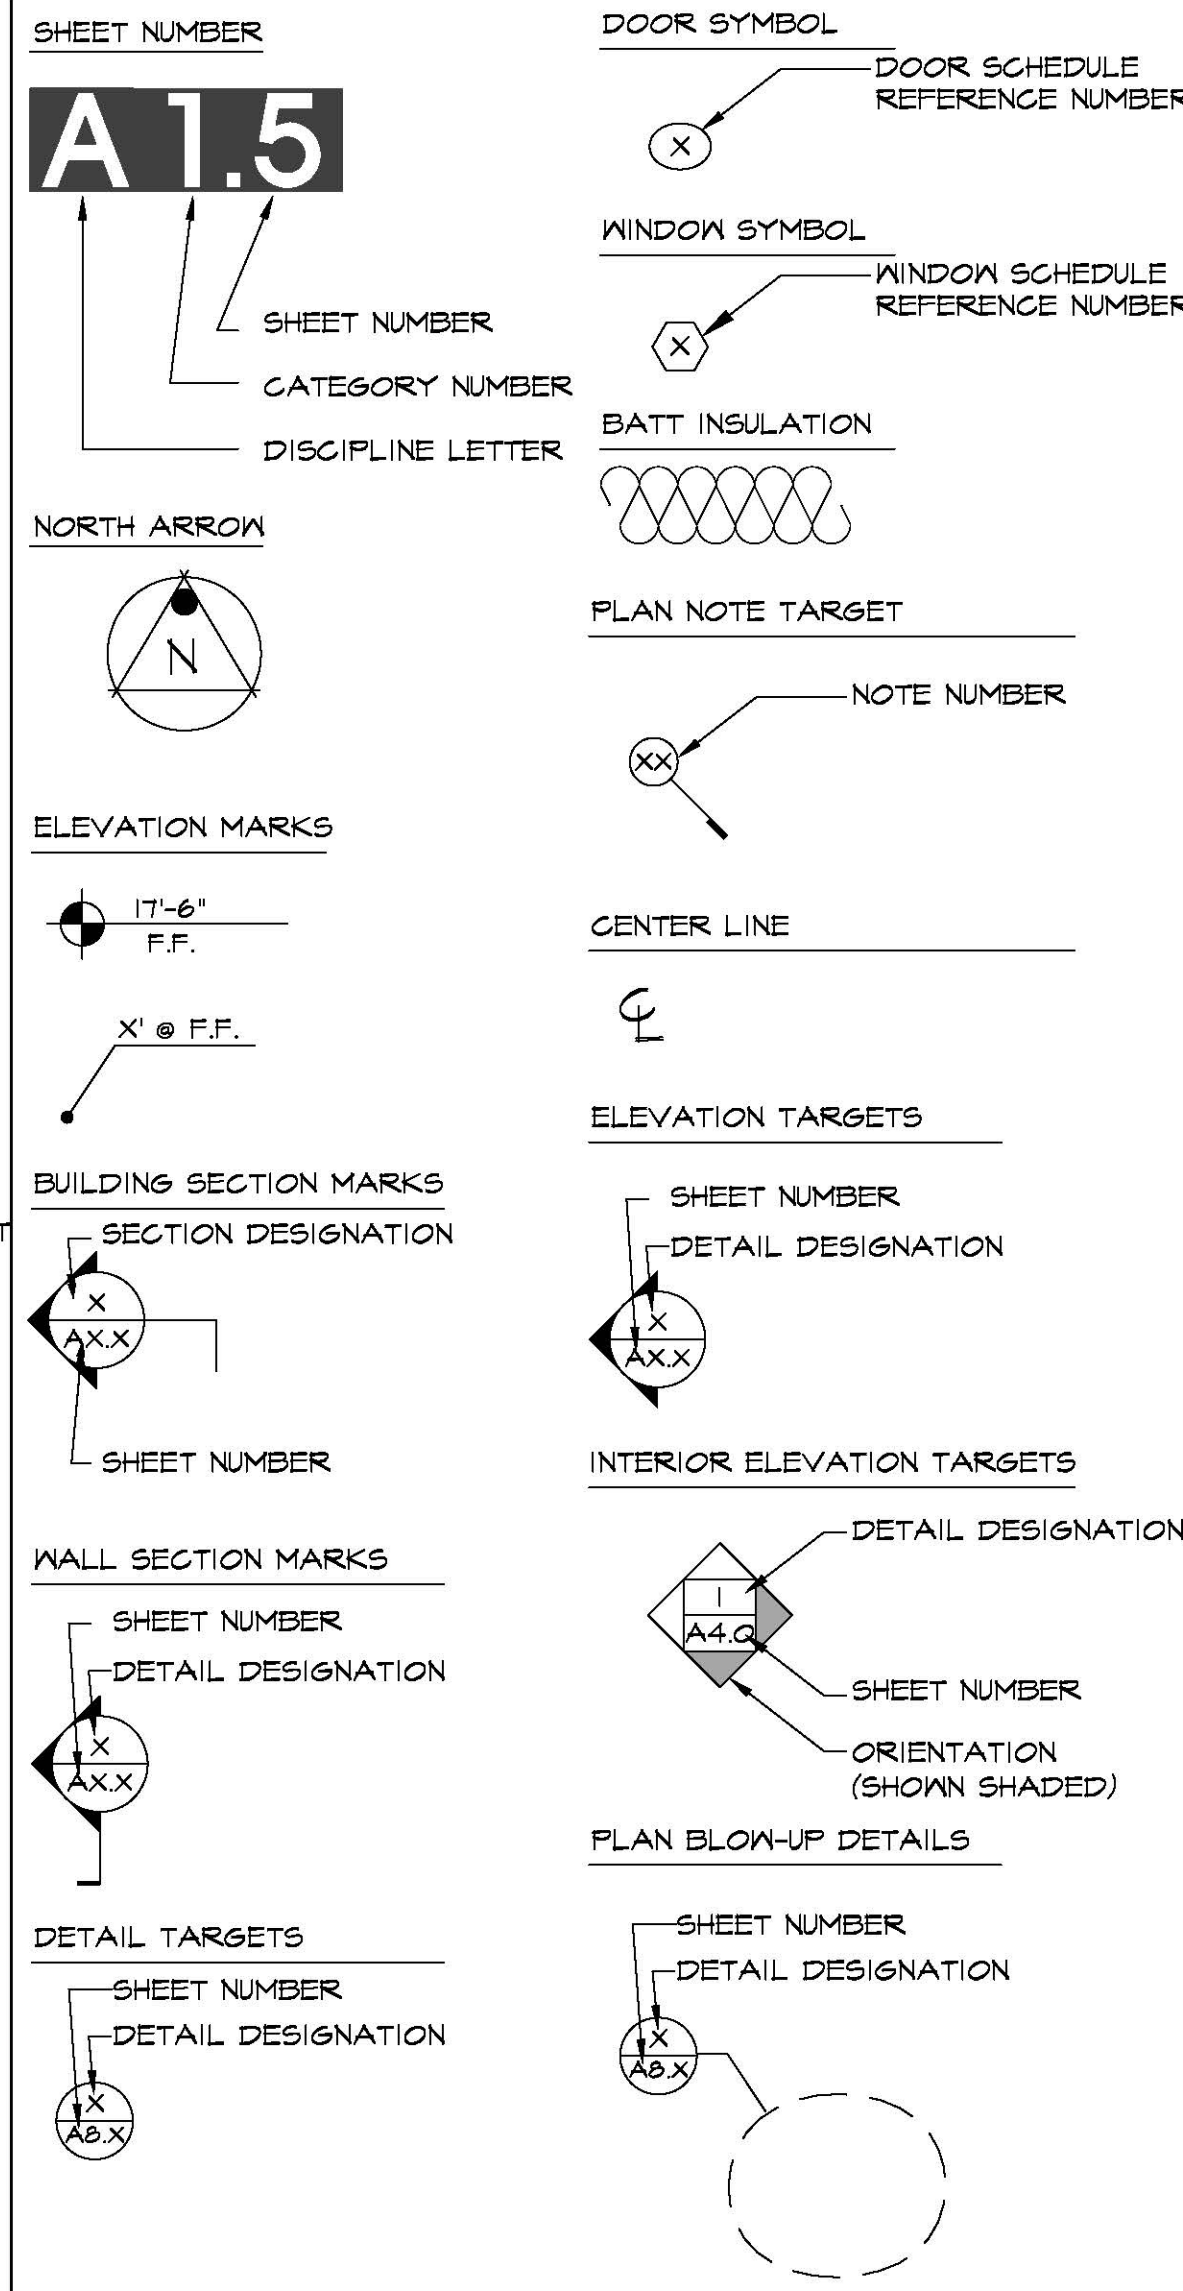 SHEET NUMBER
A 1.5
SHEET NUMBER
CATEGORY NUMBER
DISCIPLINE LETTER
NORTH ARROW
N
ELEVATION MARKS
17'-6"
F.F.
X' @ F.F.
BUILDING SECTION MARKS
T
SECTION DESIGNATION
X
AX.X
SHEET NUMBER
WALL SECTION MARKS
SHEET NUMBER
DETAIL DESIGNATION
X
AX.X
DETAIL TARGETS
SHEET NUMBER
DETAIL DESIGNATION
X
A8.X
DOOR SYMBOL
DOOR SCHEDULE
REFERENCE NUMBER
X
WINDOW SYMBOL
WINDOW SCHEDULE
REFERENCE NUMBER
X
BATT INSULATION
PLAN NOTE TARGET
NOTE NUMBER
XX
CENTER LINE
CL
ELEVATION TARGETS
SHEET NUMBER
DETAIL DESIGNATION
X
AX.X
INTERIOR ELEVATION TARGETS
DETAIL DESIGNATION
1
A4.0
SHEET NUMBER
ORIENTATION
(SHOWN SHADED)
PLAN BLOW-UP DETAILS
SHEET NUMBER
DETAIL DESIGNATION
X
A8.X